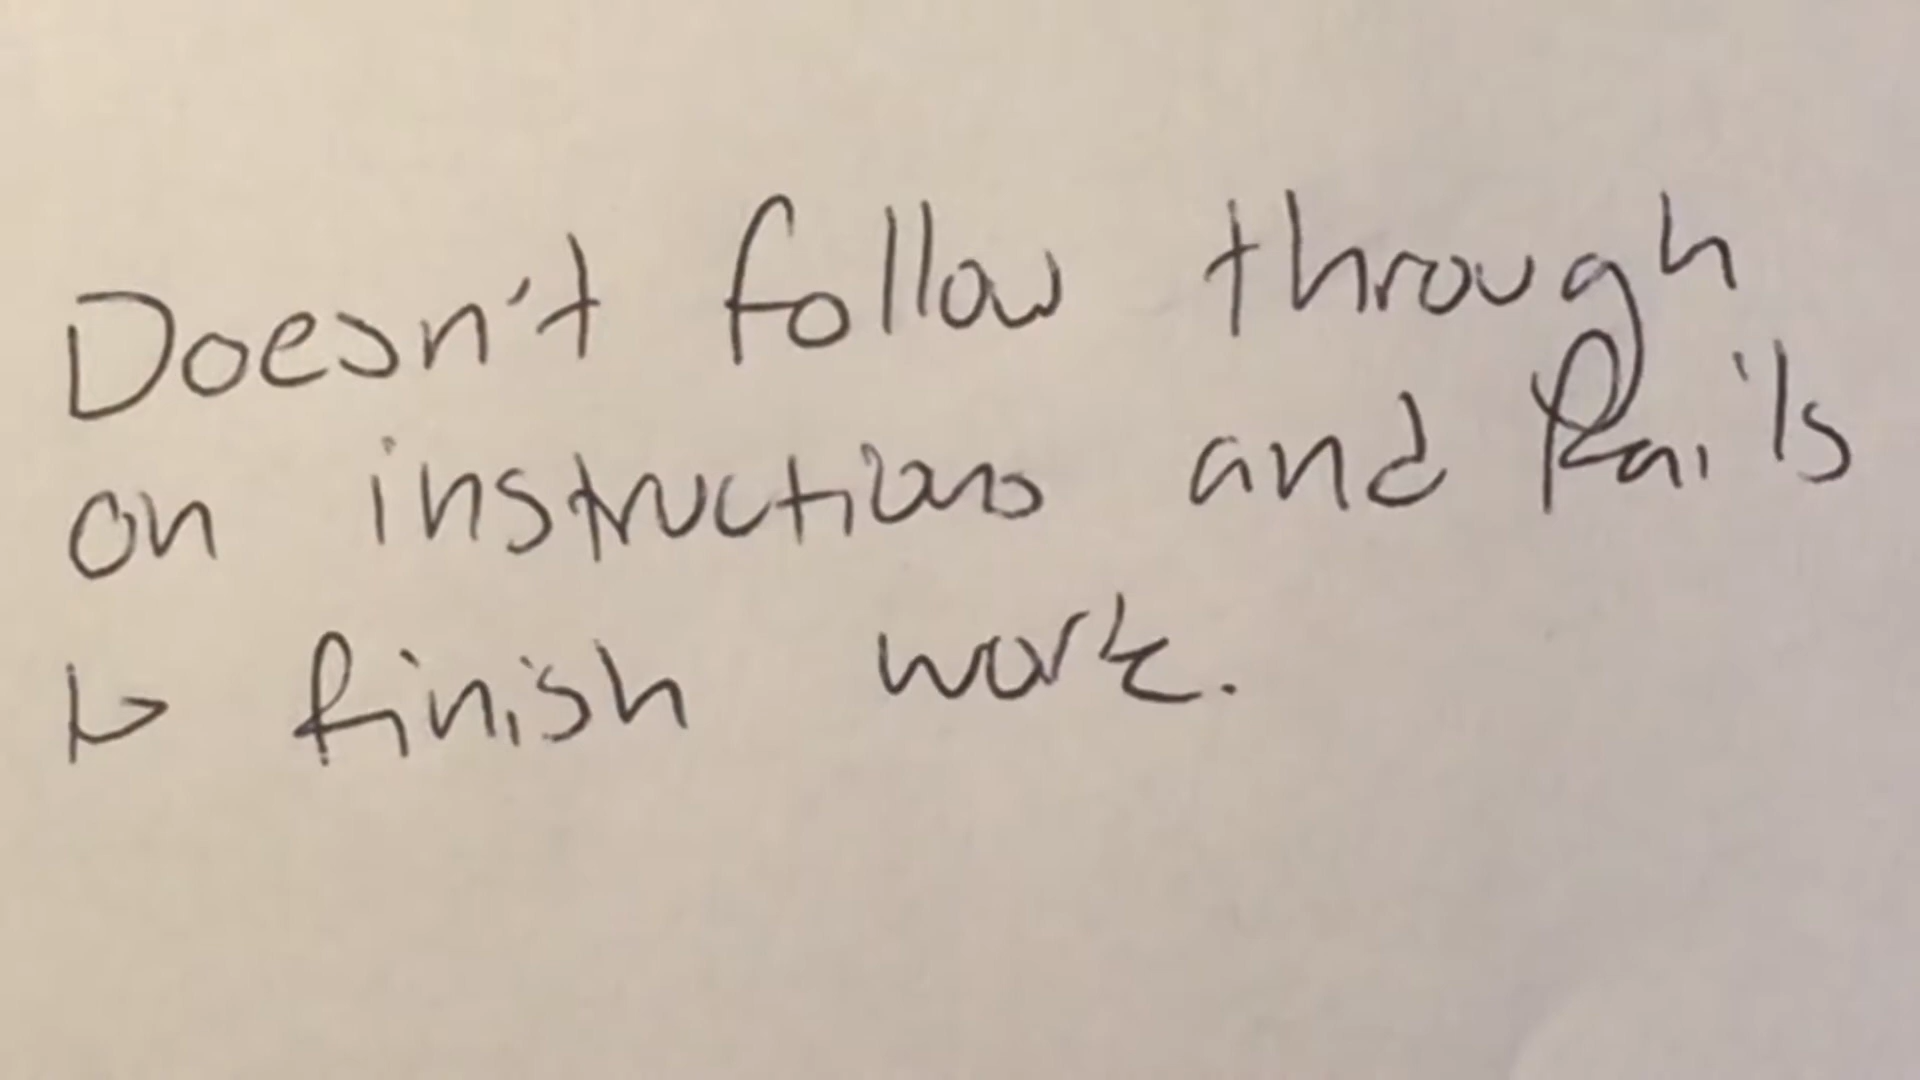 Doesn't follow through
on instructions and fails
to finish work.